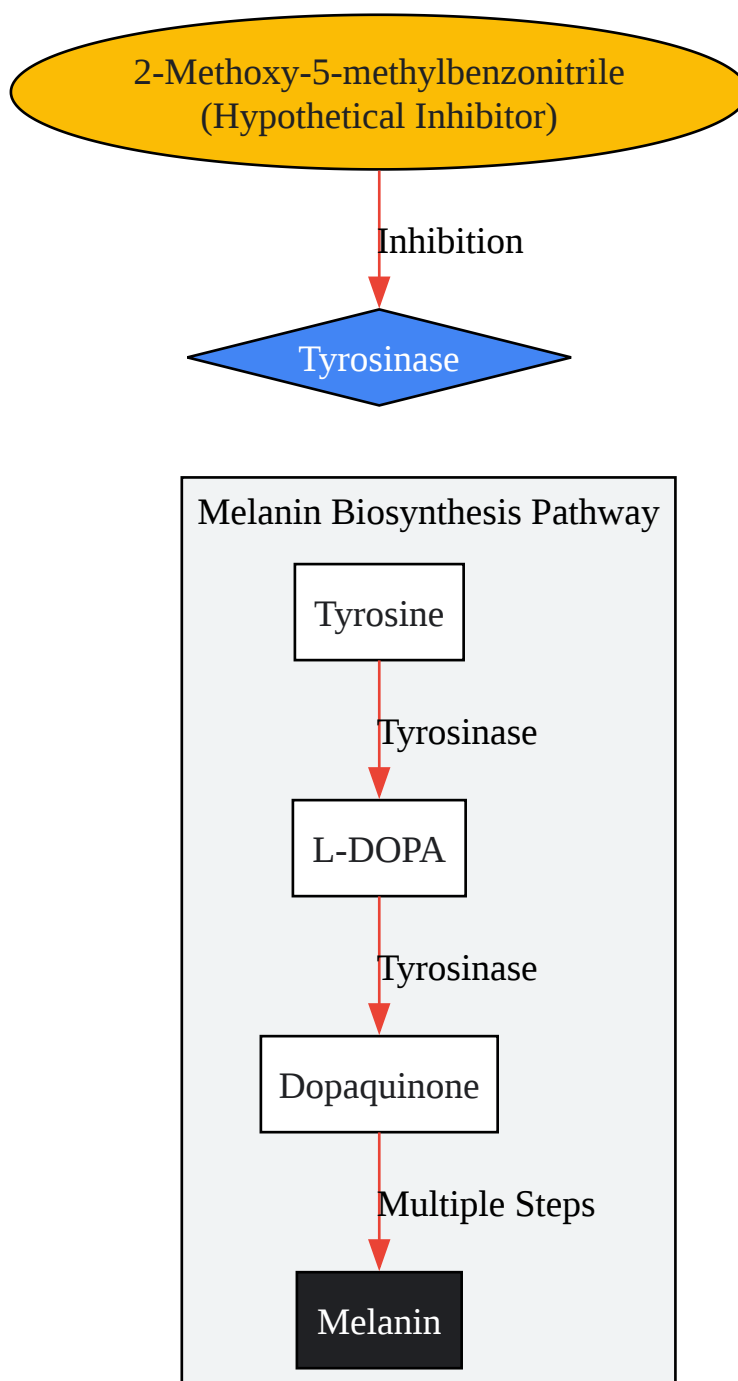 2-Methoxy-5-methylbenzonitrile
(Hypothetical Inhibitor)
Inhibition
Tyrosinase
Melanin Biosynthesis Pathway
Tyrosine
Tyrosinase
L-DOPA
Tyrosinase
Dopaquinone
Multiple Steps
Melanin